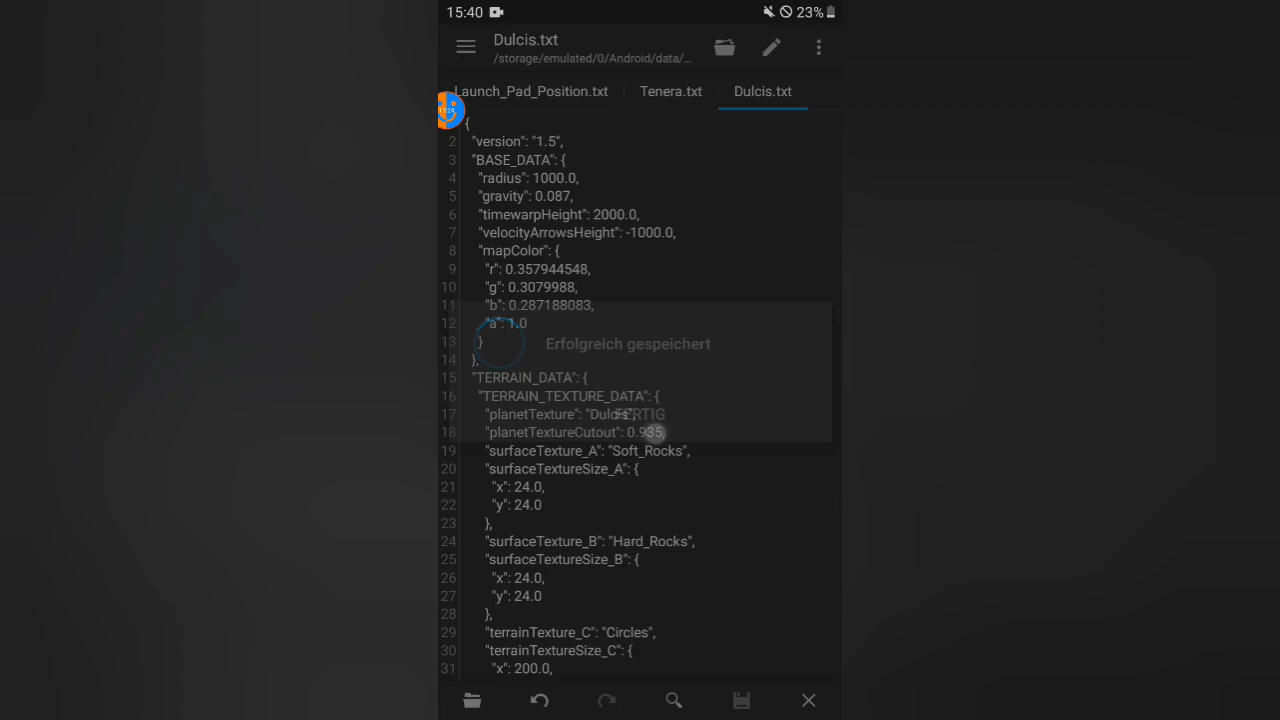 15:40 23%
Dulcis.txt
/storage/emulated/0/Android/data/…
Launch_Pad_Position.txt Tenera.txt Dulcis.txt
15:24
{
2 "version": "1.5",
3 "BASE_DATA": {
4 "radius": 1000.0,
5 "gravity": 0.087,
6 "timewarpHeight": 2000.0,
7 "velocityArrowsHeight": -1000.0,
8 "mapColor": {
9 "r": 0.357944548,
10 "g": 0.3079988,
11 "b": 0.287188083,
12 "a": 1.0
13 }
Erfolgreich gespeichert
14 },
15 "TERRAIN_DATA": {
16 "TERRAIN_TEXTURE_DATA": {
17 "planetTexture": "Dulcis",
FERTIG
18 "planetTextureCutout": 0.935,
19 "surfaceTexture_A": "Soft_Rocks",
20 "surfaceTextureSize_A": {
21 "x": 24.0,
22 "y": 24.0
23 },
24 "surfaceTexture_B": "Hard_Rocks",
25 "surfaceTextureSize_B": {
26 "x": 24.0,
27 "y": 24.0
28 },
29 "terrainTexture_C": "Circles",
30 "terrainTextureSize_C": {
31 "x": 200.0,